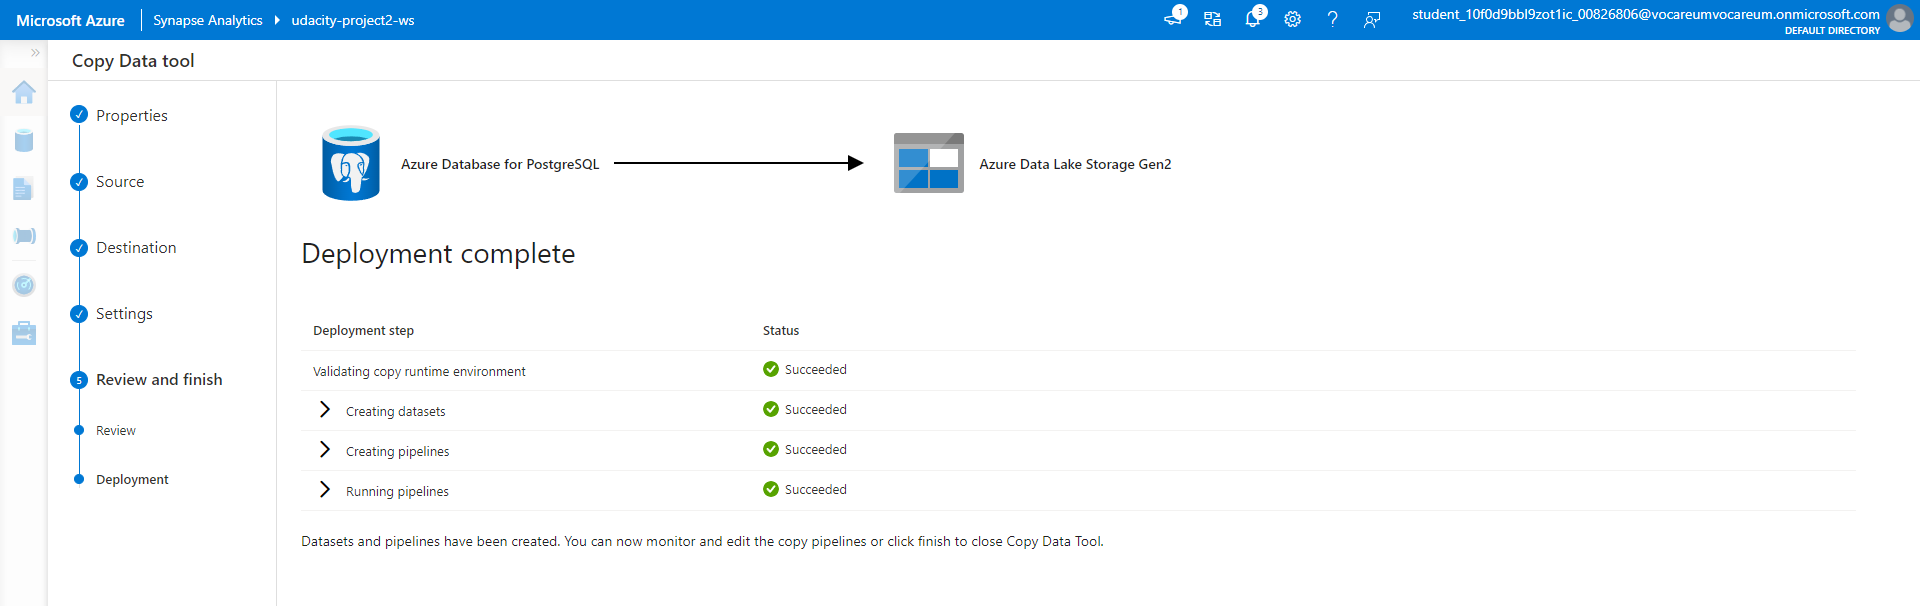 Microsoft Azure
Synapse Analytics
udacity-project2-ws
1
3
student_10f0d9bbl9zot1ic_00826806@vocareumvocareum.onmicrosoft.com
DEFAULT DIRECTORY
Copy Data tool
Properties
Source
Destination
Settings
5 Review and finish
Review
Deployment
Azure Database for PostgreSQL
Azure Data Lake Storage Gen2
Deployment complete
Deployment step Status
Validating copy runtime environment Succeeded
Creating datasets Succeeded
Creating pipelines Succeeded
Running pipelines Succeeded
Datasets and pipelines have been created. You can now monitor and edit the copy pipelines or click finish to close Copy Data Tool.